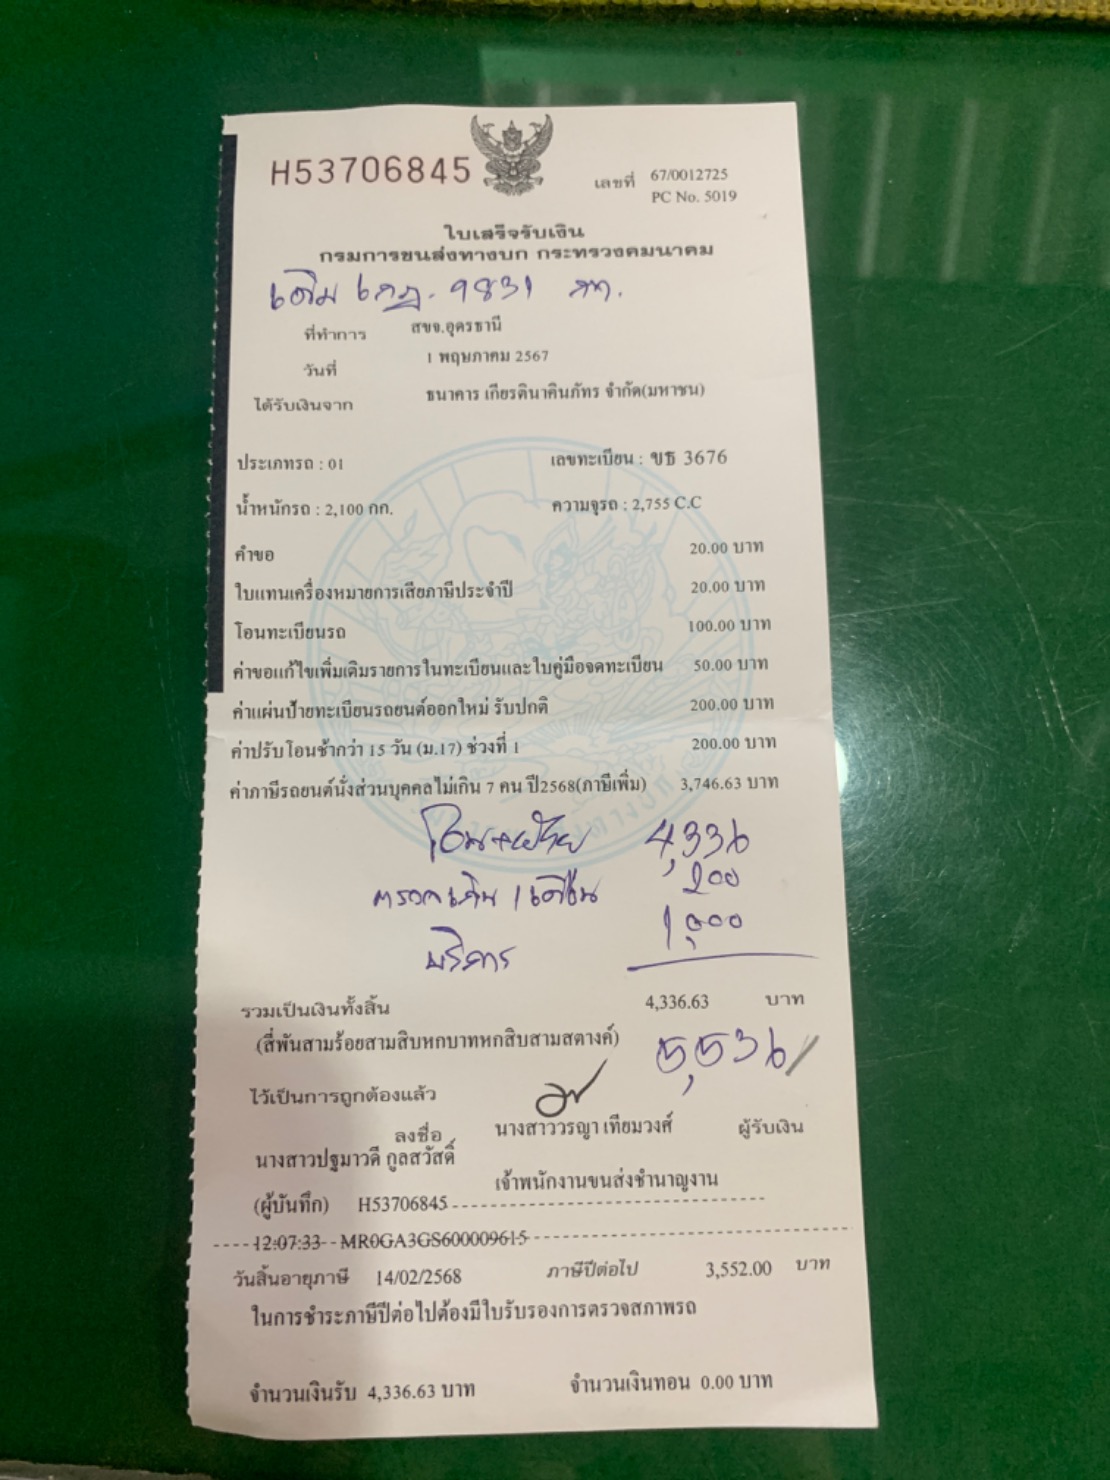 H53706845
เลขที่ 67/0012725
PC No. 5019
ใบเสร็จรับเงิน
กรมการขนส่งทางบก กระทรวงคมนาคม
เดิม 6กฎ. 9831 กท.
ที่ทำการ สขจ.อุดรธานี
วันที่ 1 พฤษภาคม 2567
ได้รับเงินจาก ธนาคาร เกียรตินาคินภัทร จำกัด(มหาชน)
ประเภทรถ : 01 เลขทะเบียน : ขธ 3676
น้ำหนักรถ : 2,100 กก. ความจุรถ : 2,755 C.C
คำขอ 20.00 บาท
ใบแทนเครื่องหมายการเสียภาษีประจำปี 20.00 บาท
โอนทะเบียนรถ 100.00 บาท
ค่าขอแก้ไขเพิ่มเติมรายการในทะเบียนและใบคู่มือจดทะเบียน 50.00 บาท
ค่าแผ่นป้ายทะเบียนรถยนต์ออกใหม่ รับปกติ 200.00 บาท
ค่าปรับโอนช้ากว่า 15 วัน (ม.17) ช่วงที่ 1 200.00 บาท
ค่าภาษีรถยนต์นั่งส่วนบุคคลไม่เกิน 7 คน ปี2568(ภาษีเพิ่ม) 3,746.63 บาท
4,336
200
บริการ 1,000
รวมเป็นเงินทั้งสิ้น 4,336.63 บาท
(สี่พันสามร้อยสามสิบหกบาทหกสิบสามสตางค์)
5,536/
ไว้เป็นการถูกต้องแล้ว
ลงชื่อ นางสาววรญา เทียมวงศ์ ผู้รับเงิน
นางสาวปฐมาวดี กูลสวัสดิ์
เจ้าพนักงานขนส่งชำนาญงาน
(ผู้บันทึก) H53706845
12:07:33 MR0GA3GS600009615
วันสิ้นอายุภาษี 14/02/2568 ภาษีปีต่อไป 3,552.00 บาท
ในการชำระภาษีปีต่อไปต้องมีใบรับรองการตรวจสภาพรถ
จำนวนเงินรับ 4,336.63 บาท จำนวนเงินทอน 0.00 บาท